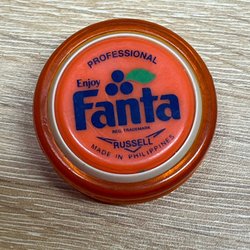 PROFESSIONAL
Enjoy
Fanta
REG. TRADEMARK
RUSSELL
MADE IN PHILIPPINES